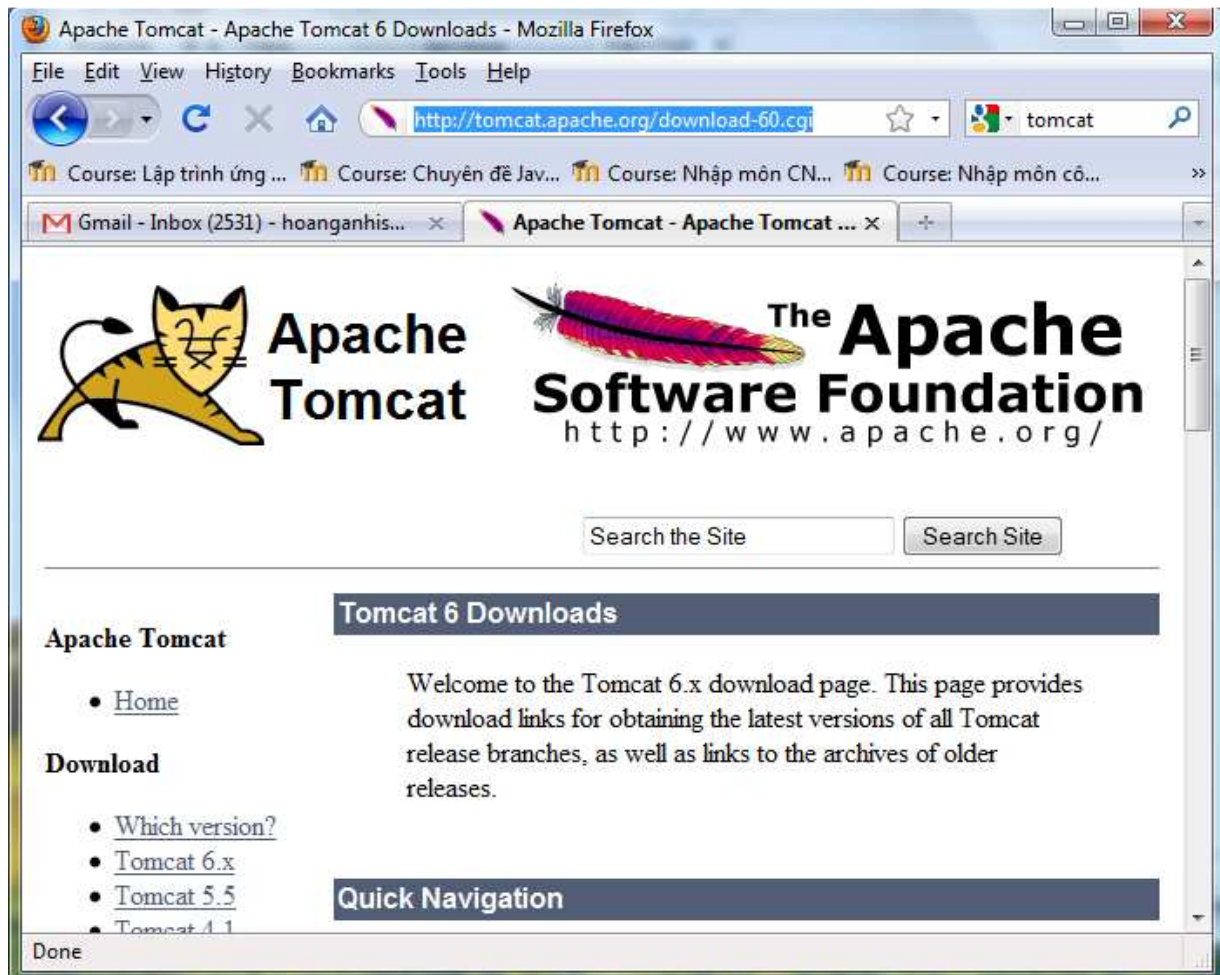 Apache Tomcat - Apache Tomcat 6 Downloads - Mozilla Firefox
File Edit View History Bookmarks Tools Help
http://tomcat.apache.org/download-60.cgi
tomcat
Course: Lập trình ứng ... Course: Chuyên đề Jav... Course: Nhập môn CN... Course: Nhập môn cô... »
Gmail - Inbox (2531) - hoanganhis... Apache Tomcat - Apache Tomcat ...
Apache
Tomcat
The Apache
Software Foundation
http://www.apache.org/
Search the Site Search Site
Apache Tomcat
• Home
Download
• Which version?
• Tomcat 6.x
• Tomcat 5.5
• Tomcat 4.1
Tomcat 6 Downloads
Welcome to the Tomcat 6.x download page. This page provides
download links for obtaining the latest versions of all Tomcat
release branches, as well as links to the archives of older
releases.
Quick Navigation
Done